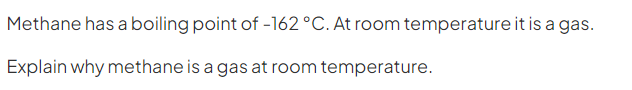 Methane has a boiling point of -162 °C. At room temperature it is a gas.
Explain why methane is a gas at room temperature.